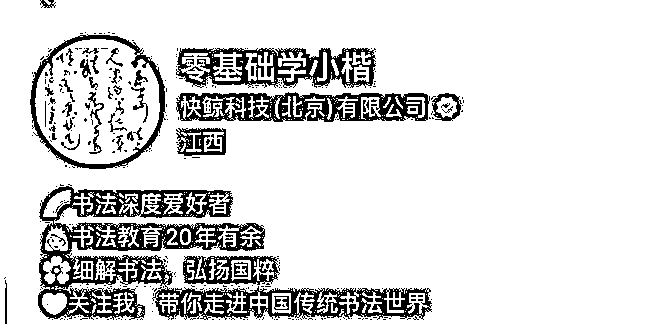 零基础学小楷
快鲸科技(北京)有限公司
江西
书法深度爱好者
书法教育20年有余
细解书法，弘扬国粹
关注我，带你走进中国传统书法世界